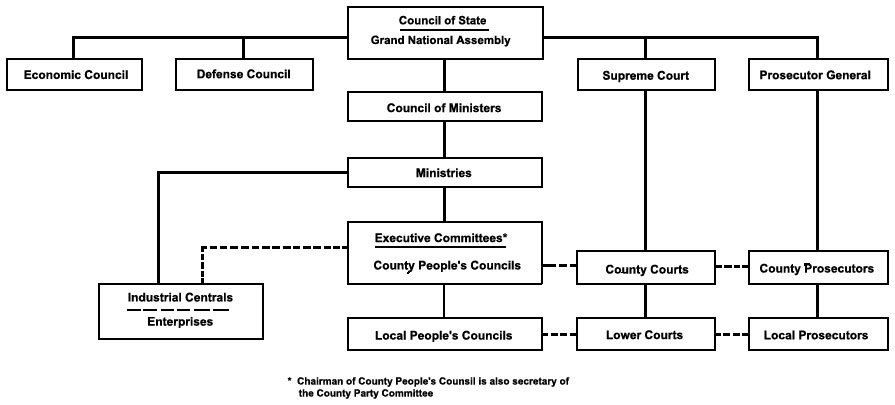 Council of State
Grand National Assembly
Economic Council
Defense Council
Supreme Court
Prosecutor General
Council of Ministers
Ministries
Executive Committees*
County People's Councils
County Courts
County Prosecutors
Industrial Centrals
Enterprises
Local People's Councils
Lower Courts
Local Prosecutors
* Chairman of County People's Counsil is also secretary of
the County Party Committee